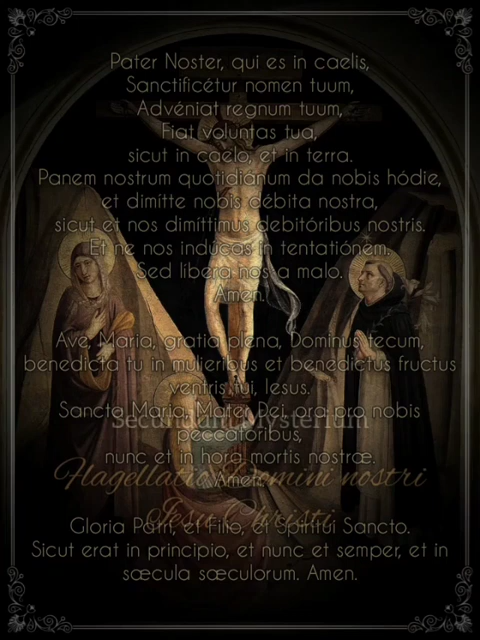 Pater Noster, qui es in caelis,
Sanctificétur nomen tuum,
Advéniat regnum tuum,
Fiat voluntas tua,
sicut in caelo, et in terra.
Panem nostrum quotidiánum da nobis hódie,
et dimítte nobis débita nostra,
sicut et nos dimíttimus debitóribus nostris.
Et ne nos indúcas in tentatiónem.
Sed líbera nos a malo.
Amen.
Ave, Maria, gratia plena, Dominus tecum,
benedicta tu in mulieribus et benedictus fructus
ventris tui, Iesus.
Sancta Maria, Mater Dei, ora pro nobis
Secundum Mysterium
peccatoribus,
nunc et in hora mortis nostræ.
Flagellatio Domini nostri
Amen.
Jesu Christi
Gloria Patri, et Filio, et Spiritui Sancto.
Sicut erat in principio, et nunc et semper, et in
sæcula sæculorum. Amen.